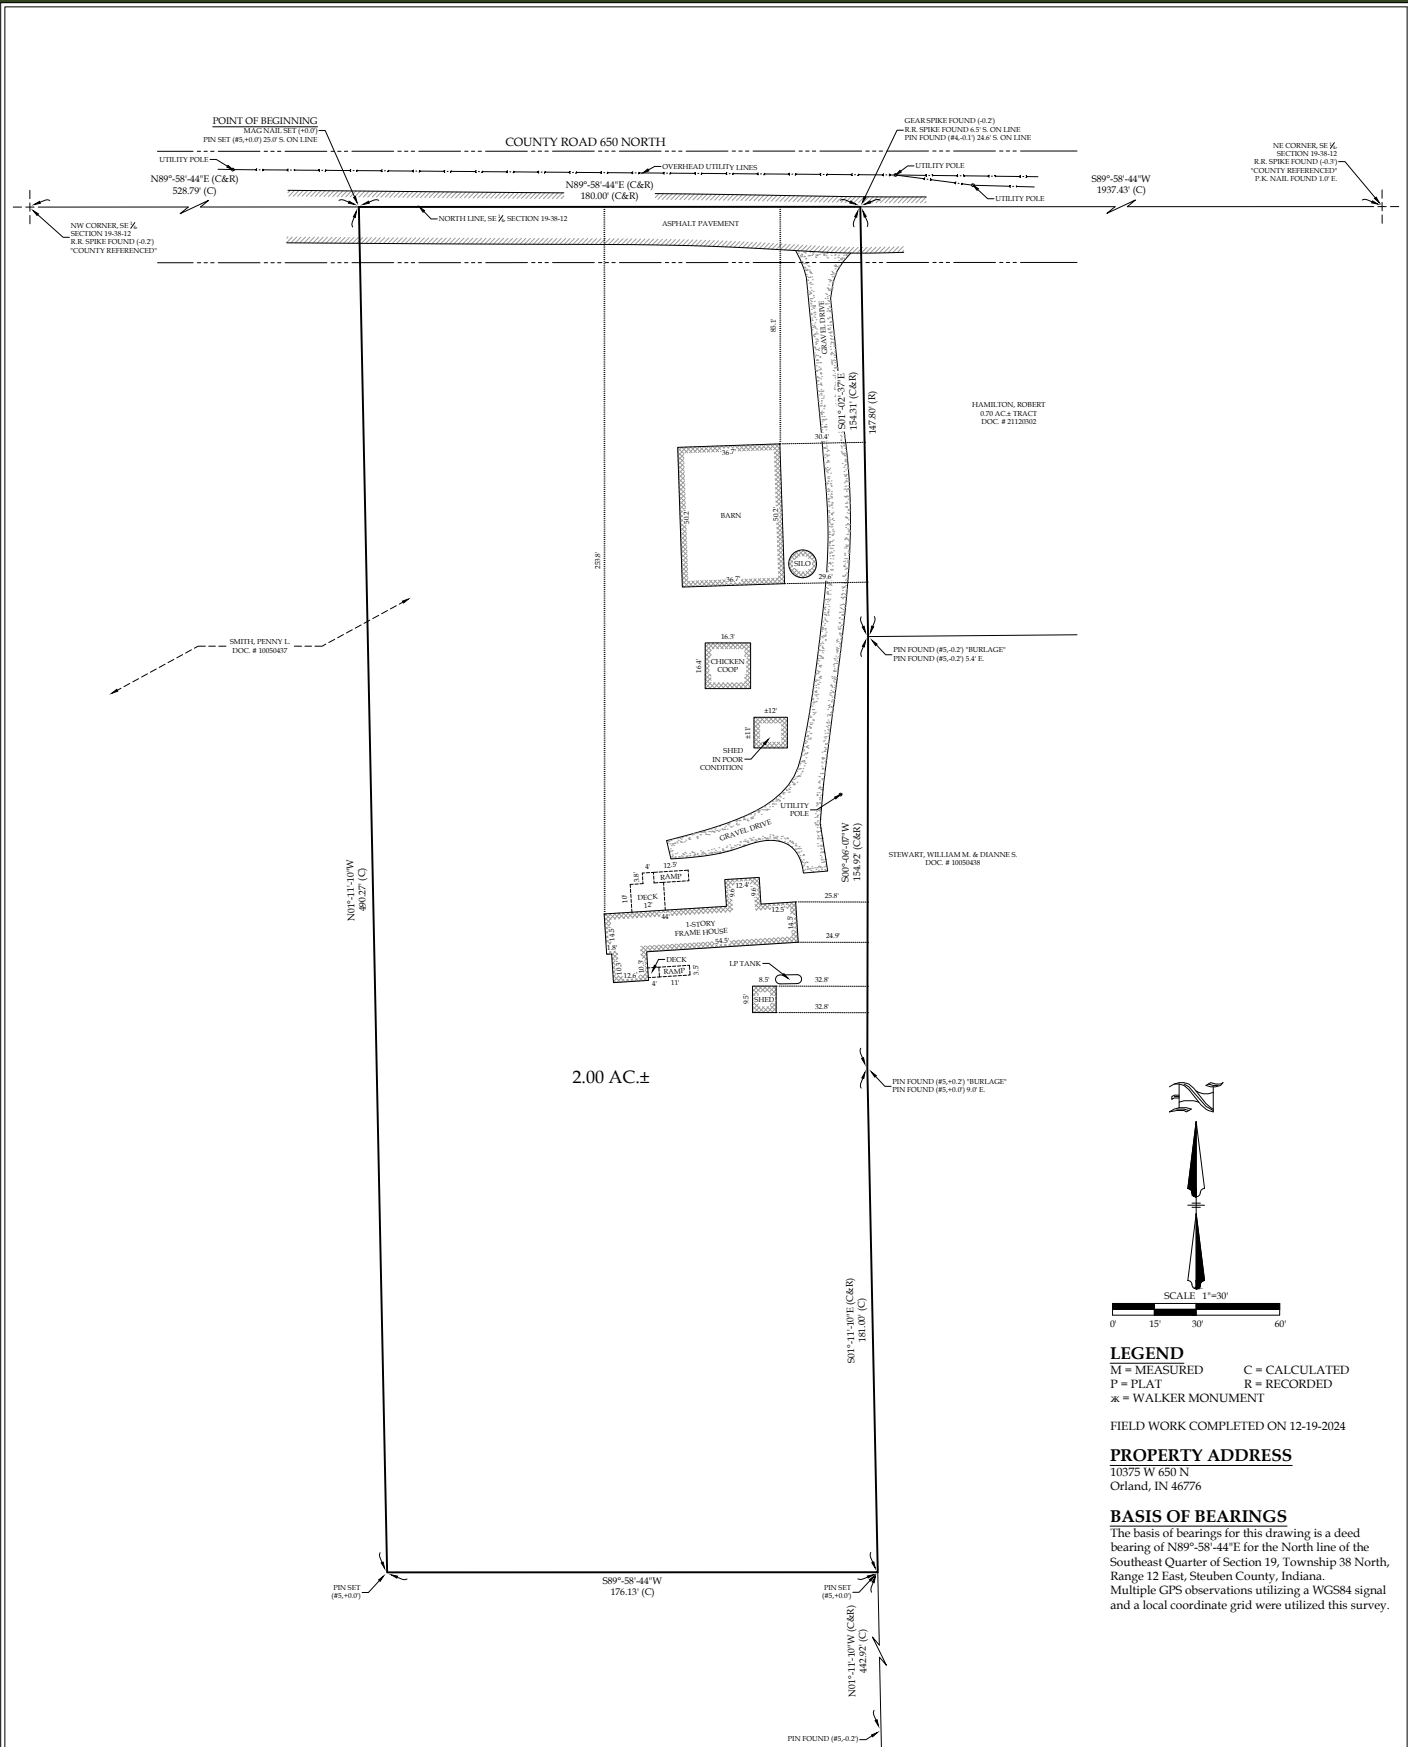 POINT OF BEGINNING
MAG NAIL SET (+0.0')
PIN SET (#5,+0.0') 25.0' S. ON LINE
COUNTY ROAD 650 NORTH
GEAR SPIKE FOUND (-0.2')
R.R. SPIKE FOUND 6.5' S. ON LINE
PIN FOUND (#4,-0.1') 24.6' S. ON LINE
NE CORNER, SE ¼,
SECTION 19-38-12
R.R. SPIKE FOUND (-0.3')
"COUNTY REFERENCED"
P.K. NAIL FOUND 1.0' E.
UTILITY POLE
OVERHEAD UTILITY LINES
UTILITY POLE
UTILITY POLE
N89°-58'-44"E (C&R)
528.79' (C)
N89°-58'-44"E (C&R)
180.00' (C&R)
S89°-58'-44"W
1937.43' (C)
NW CORNER, SE ¼,
SECTION 19-38-12
R.R. SPIKE FOUND (-0.2')
"COUNTY REFERENCED"
NORTH LINE, SE ¼, SECTION 19-38-12
ASPHALT PAVEMENT
GRAVEL DRIVE
85.1'
S01°-02'-37"E
154.31' (C&R)
147.80' (R)
HAMILTON, ROBERT
0.70 AC.± TRACT
DOC. # 21120302
30.4'
36.7'
50.2'
BARN
50.2'
36.7'
SILO
29.6'
253.8'
SMITH, PENNY L.
DOC. # 10050437
16.3'
16.4'
CHICKEN
COOP
PIN FOUND (#5,-0.2') "BURLAGE"
PIN FOUND (#5,-0.2') 5.4' E.
±12'
±11'
SHED
IN POOR
CONDITION
UTILITY
POLE
GRAVEL DRIVE
S00°-06'-07"W
154.92' (C&R)
STEWART, WILLIAM M. & DIANNE S.
DOC. # 10050438
N01°-11'-10"W
490.27' (C)
4'
12.5'
3.8'
RAMP
10'
DECK
12'
12.4'
9.6'
9.6'
44'
12.5'
25.8'
14.5'
1-STORY
FRAME HOUSE
14.5'
54.5'
24.9'
1.8'
10.3'
10.3'
12.6'
DECK
RAMP
3.5'
4'
11'
LP TANK
8.5'
32.8'
9.5'
SHED
32.8'
2.00 AC.±
PIN FOUND (#5,+0.2') "BURLAGE"
PIN FOUND (#5,+0.0') 9.0' E.
S01°-11'-10"E (C&R)
181.00' (C)
N
SCALE 1"=30'
0'
15'
30'
60'
LEGEND
M = MEASURED C = CALCULATED
P = PLAT R = RECORDED
ж = WALKER MONUMENT
FIELD WORK COMPLETED ON 12-19-2024
PROPERTY ADDRESS
10375 W 650 N
Orland, IN 46776
BASIS OF BEARINGS
The basis of bearings for this drawing is a deed
bearing of N89°-58'-44"E for the North line of the
Southeast Quarter of Section 19, Township 38 North,
Range 12 East, Steuben County, Indiana.
Multiple GPS observations utilizing a WGS84 signal
and a local coordinate grid were utilized this survey.
PIN SET
(#5,+0.0')
S89°-58'-44"W
176.13' (C)
PIN SET
(#5,+0.0')
N01°-11'-10"W (C&R)
442.92' (C)
PIN FOUND (#5,-0.2')